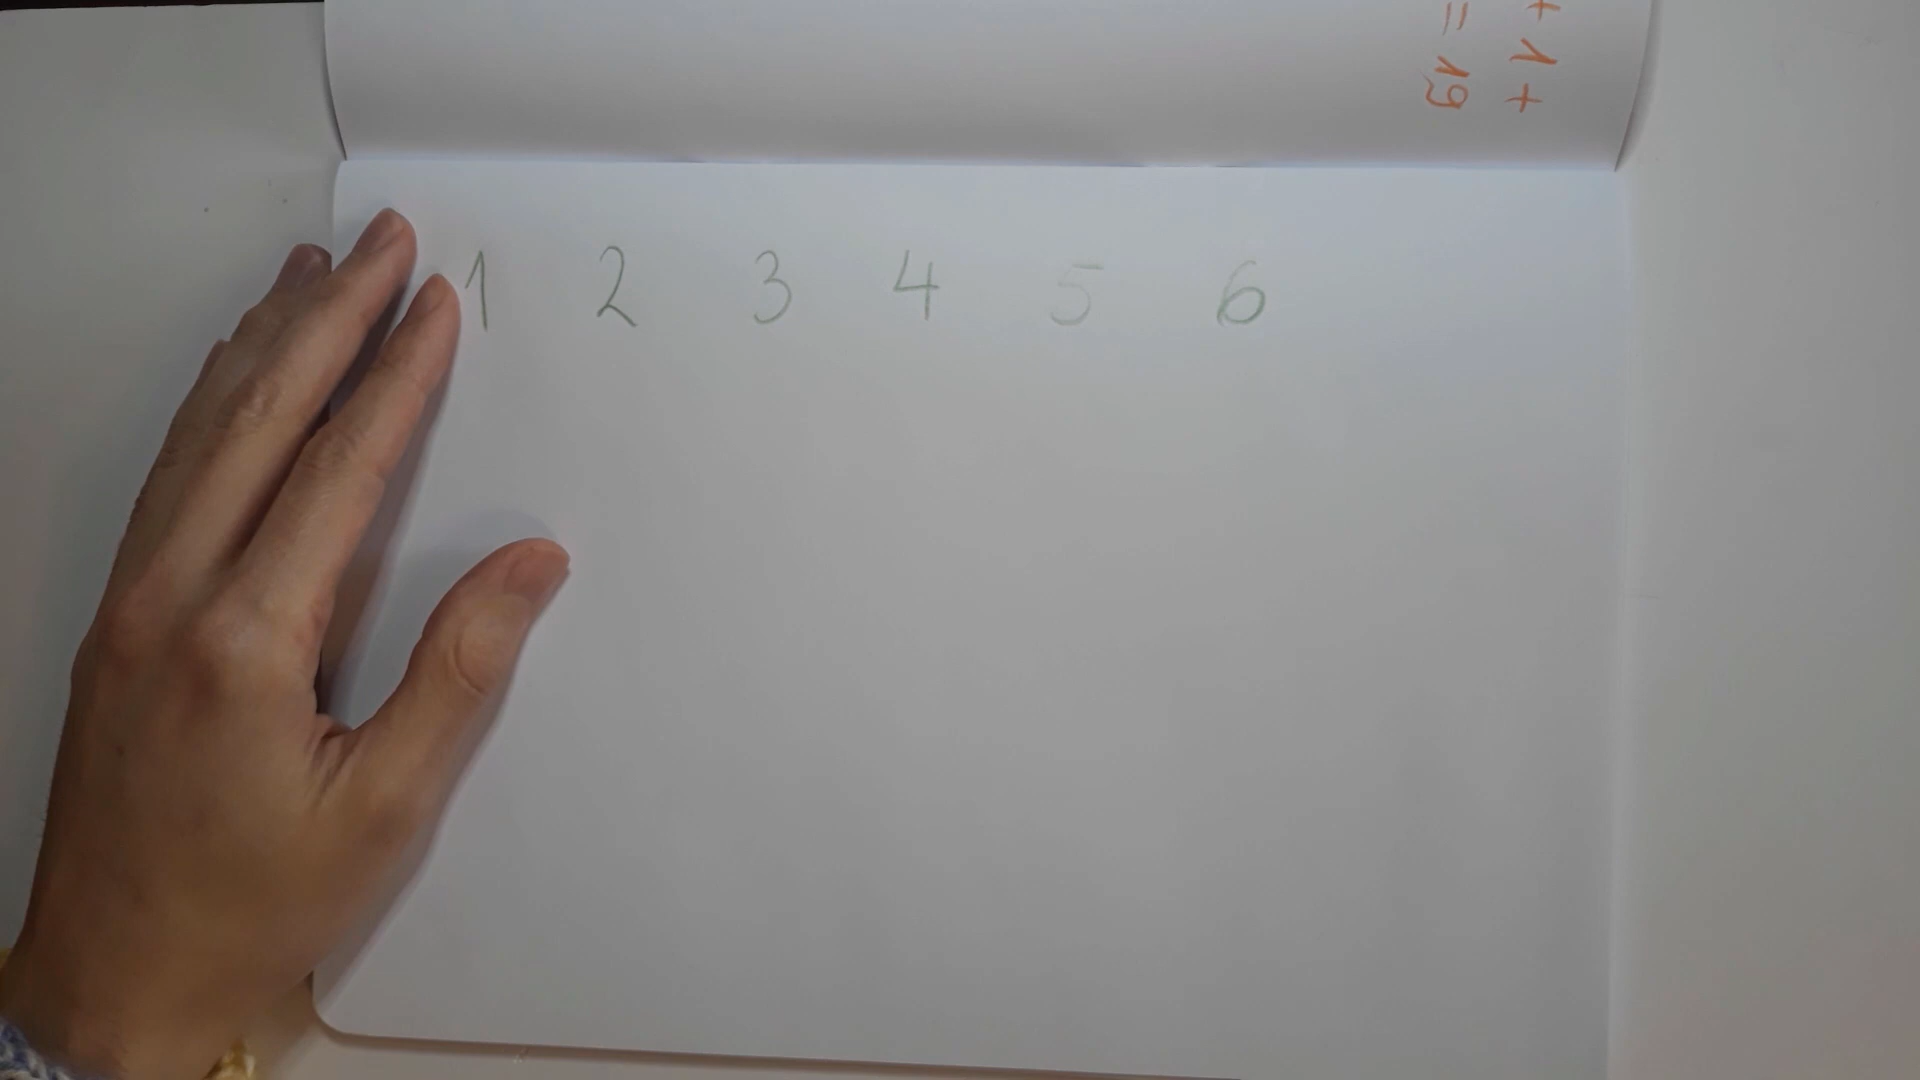 + 1 +
= 19
1 2 3 4 5 6